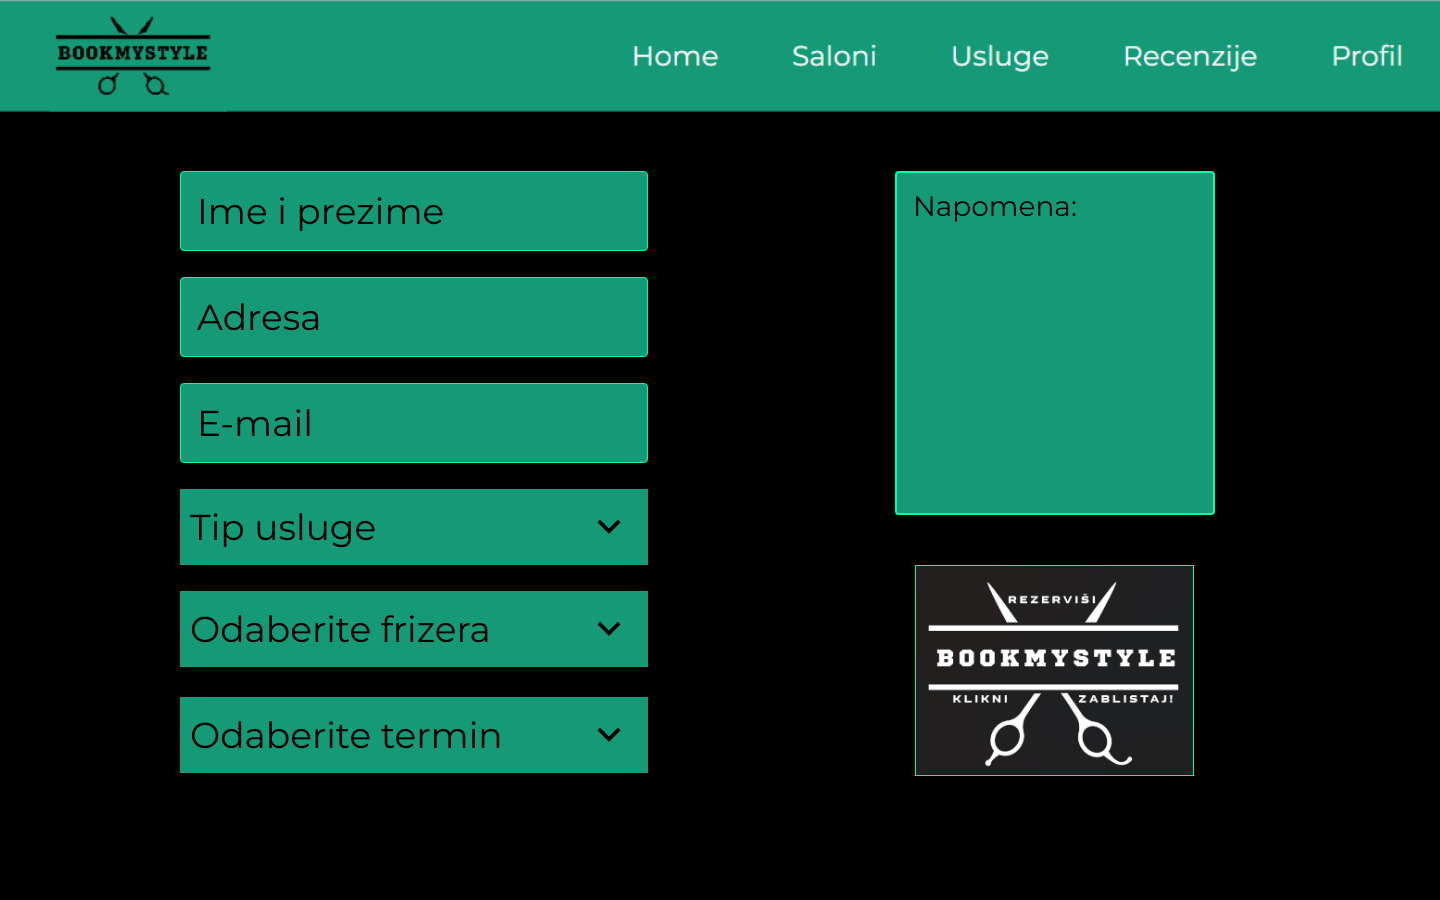 BOOKMYSTYLE
Home Saloni Usluge Recenzije Profil
Ime i prezime
Adresa
E-mail
Tip usluge
Odaberite frizera
Odaberite termin
Napomena:
REZERVIŠI
BOOKMYSTYLE
KLIKNI ZABLISTAJ!